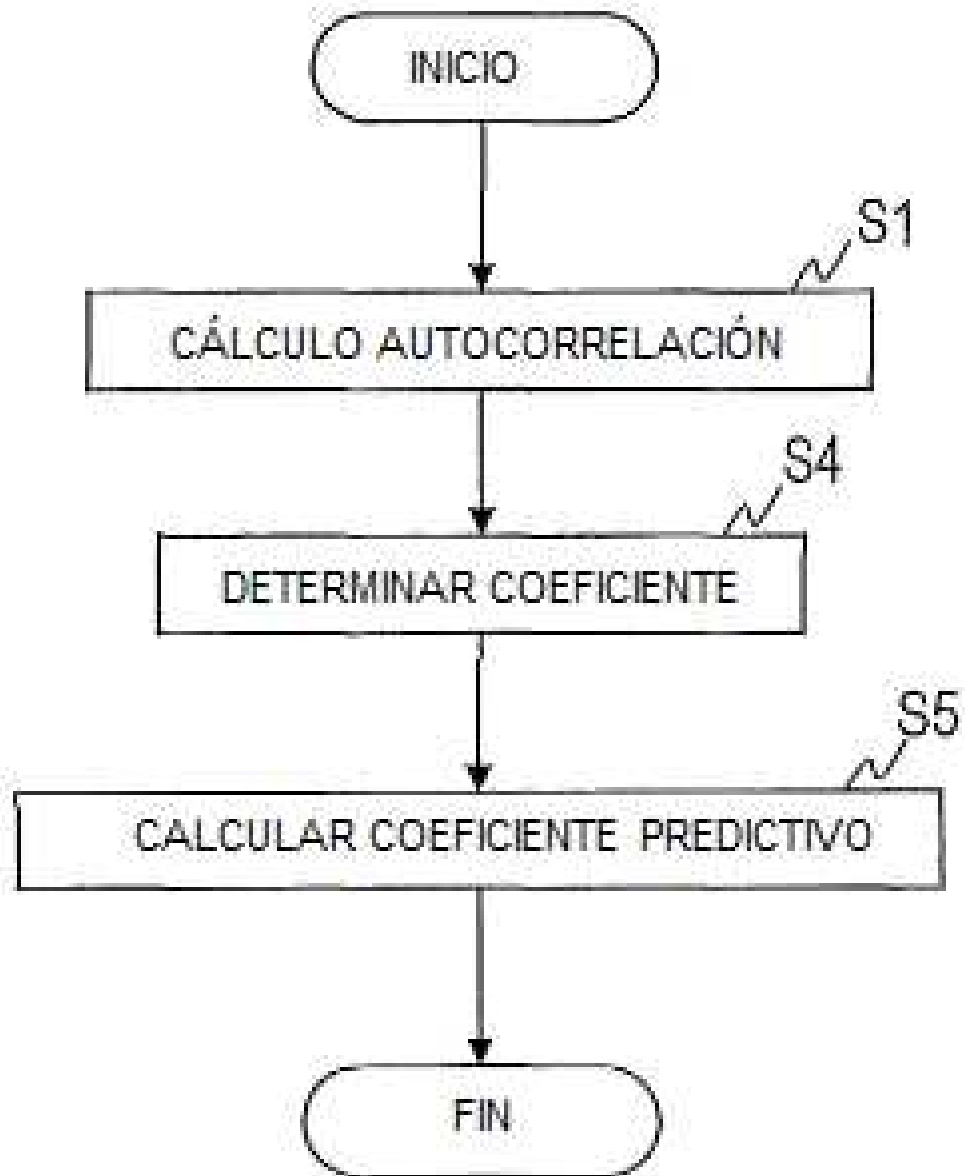 INICIO
S1
CÁLCULO AUTOCORRELACIÓN
S4
DETERMINAR COEFICIENTE
S5
CALCULAR COEFICIENTE PREDICTIVO
FIN